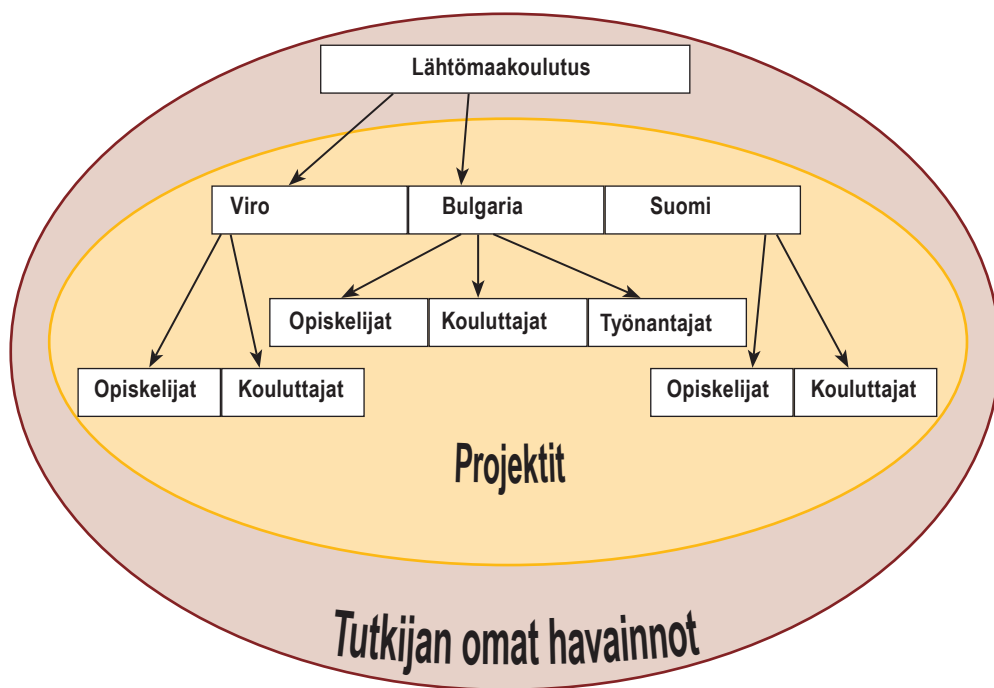 Lähtömaakoulutus
Viro Bulgaria Suomi
Opiskelijat Kouluttajat Työnantajat
Opiskelijat Kouluttajat Opiskelijat Kouluttajat
Projektit
Tutkijan omat havainnot